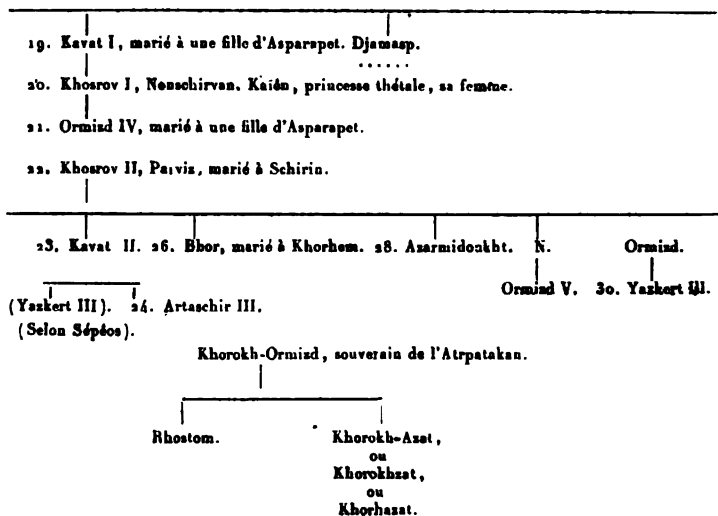 19. Kavat I, marié à une fille d'Asparapet. Djamasp.
20. Khosrov I, Nouschirvan. Kaïén, princesse thétale, sa femme.
21. Ormizd IV, marié à une fille d'Asparapet.
22. Khosrov II, Parviz, marié à Schirin.
23. Kavat II. 26. Bbor, marié à Khorhem. 28. Azarmidoukht. N. Ormizd.
Ormizd V. 30. Yazkert III.
(Yazkert III). 24. Artaschir III.
(Selon Sépéos).
Khorokh-Ormizd, souverain de l'Atrpatakan.
Rhostom. Khorokh-Azat,
ou
Khorokhzat,
ou
Khorhazat.